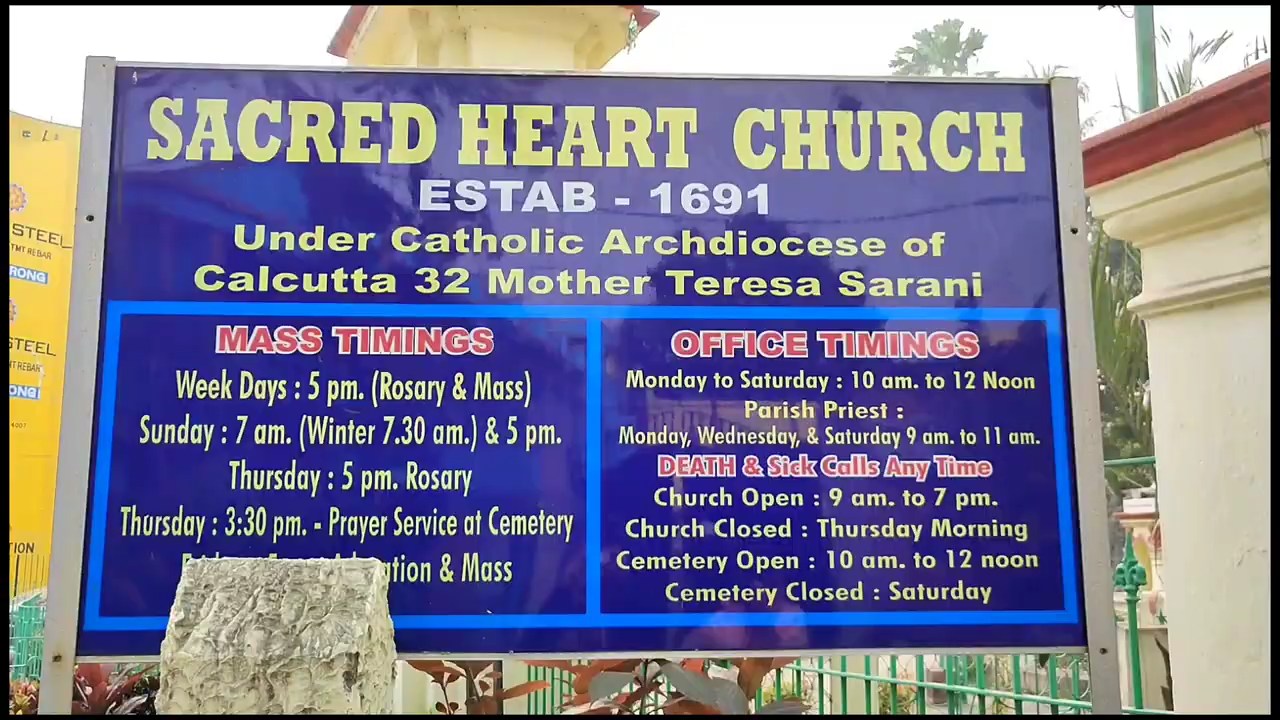 SACRED HEART CHURCH
ESTAB - 1691
Under Catholic Archdiocese of
Calcutta 32 Mother Teresa Sarani
MASS TIMINGS
Week Days : 5 pm. (Rosary & Mass)
Sunday : 7 am. (Winter 7.30 am.) & 5 pm.
Thursday : 5 pm. Rosary
Thursday : 3:30 pm. - Prayer Service at Cemetery
& Mass
OFFICE TIMINGS
Monday to Saturday : 10 am. to 12 Noon
Parish Priest :
Monday, Wednesday, & Saturday 9 am. to 11 am.
DEATH & Sick Calls Any Time
Church Open : 9 am. to 7 pm.
Church Closed : Thursday Morning
Cemetery Open : 10 am. to 12 noon
Cemetery Closed : Saturday
STEEL
TMT REBAR
STEEL